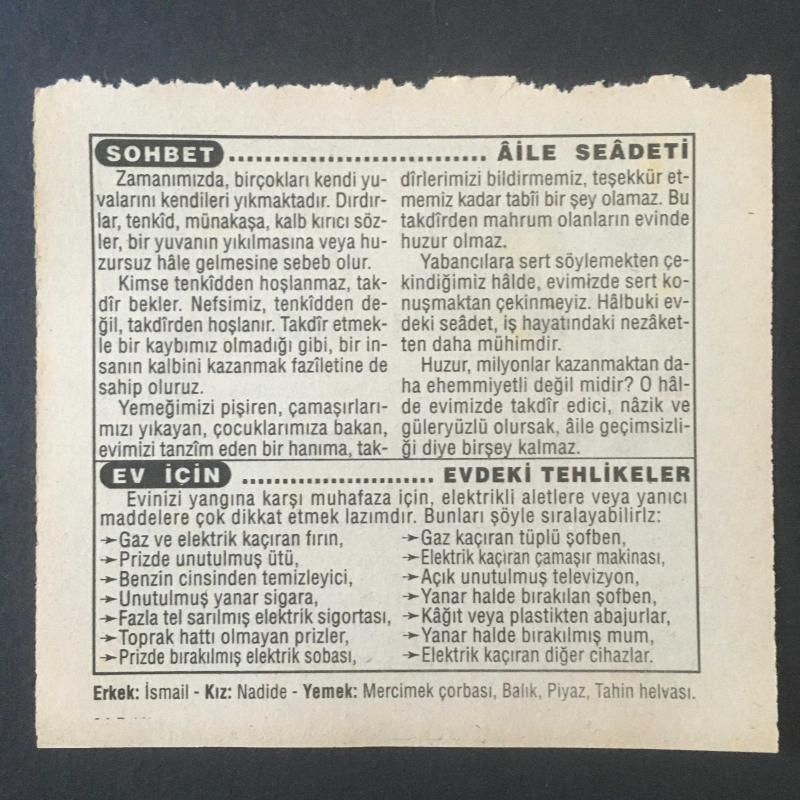 SOHBET ............................ ÂİLE SEÂDETİ
Zamanımızda, birçokları kendi yu-
valarını kendileri yıkmaktadır. Dırdır-
lar, tenkîd, münakaşa, kalb kırıcı söz-
ler, bir yuvanın yıkılmasına veya hu-
zursuz hâle gelmesine sebeb olur.
Kimse tenkîdden hoşlanmaz, tak-
dîr bekler. Nefsimiz, tenkîdden de-
ğil, takdîrden hoşlanır. Takdîr etmek-
le bir kaybımız olmadığı gibi, bir in-
sanın kalbini kazanmak fazîletine de
sahip oluruz.
Yemeğimizi pişiren, çamaşırları-
mızı yıkayan, çocuklarımıza bakan,
evimizi tanzîm eden bir hanıma, tak-
dîrlerimizi bildirmemiz, teşekkür et-
memiz kadar tabîi bir şey olamaz. Bu
takdîrden mahrum olanların evinde
huzur olmaz.
Yabancılara sert söylemekten çe-
kindiğimiz hâlde, evimizde sert ko-
nuşmaktan çekinmeyiz. Hâlbuki ev-
deki seâdet, iş hayatındaki nezâket-
ten daha mühimdir.
Huzur, milyonlar kazanmaktan da-
ha ehemmiyetli değil midir? O hâl-
de evimizde takdîr edici, nâzik ve
güleryüzlü olursak, âile geçimsizli-
ği diye birşey kalmaz.
EV İÇİN ........................ EVDEKİ TEHLİKELER
Evinizi yangına karşı muhafaza için, elektrikli aletlere veya yanıcı
maddelere çok dikkat etmek lazımdır. Bunları şöyle sıralayabilirIz:
➛Gaz ve elektrik kaçıran fırın,
➛Prizde unutulmuş ütü,
➛Benzin cinsinden temizleyici,
➛Unutulmuş yanar sigara,
➛Fazla tel sarılmış elektrik sigortası,
➛Toprak hattı olmayan prizler,
➛Prizde bırakılmış elektrik sobası,
➛Gaz kaçıran tüplü şofben,
➛Elektrik kaçıran çamaşır makinası,
➛Açık unutulmuş televizyon,
➛Yanar halde bırakılan şofben,
➛Kâğıt veya plastikten abajurlar,
➛Yanar halde bırakılmış mum,
➛Elektrik kaçıran diğer cihazlar.
Erkek: İsmail - Kız: Nadide - Yemek: Mercimek çorbası, Balık, Piyaz, Tahin helvası.